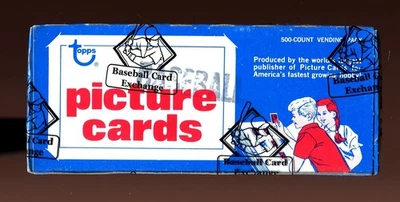 topps
500-COUNT VENDING PACK
Produced by the world's
publisher of Picture Cards for
America's fastest growing hobby!
Baseball Card
Exchange
picture
cards
Baseball Card
Exchange
Baseball Card
Exchange